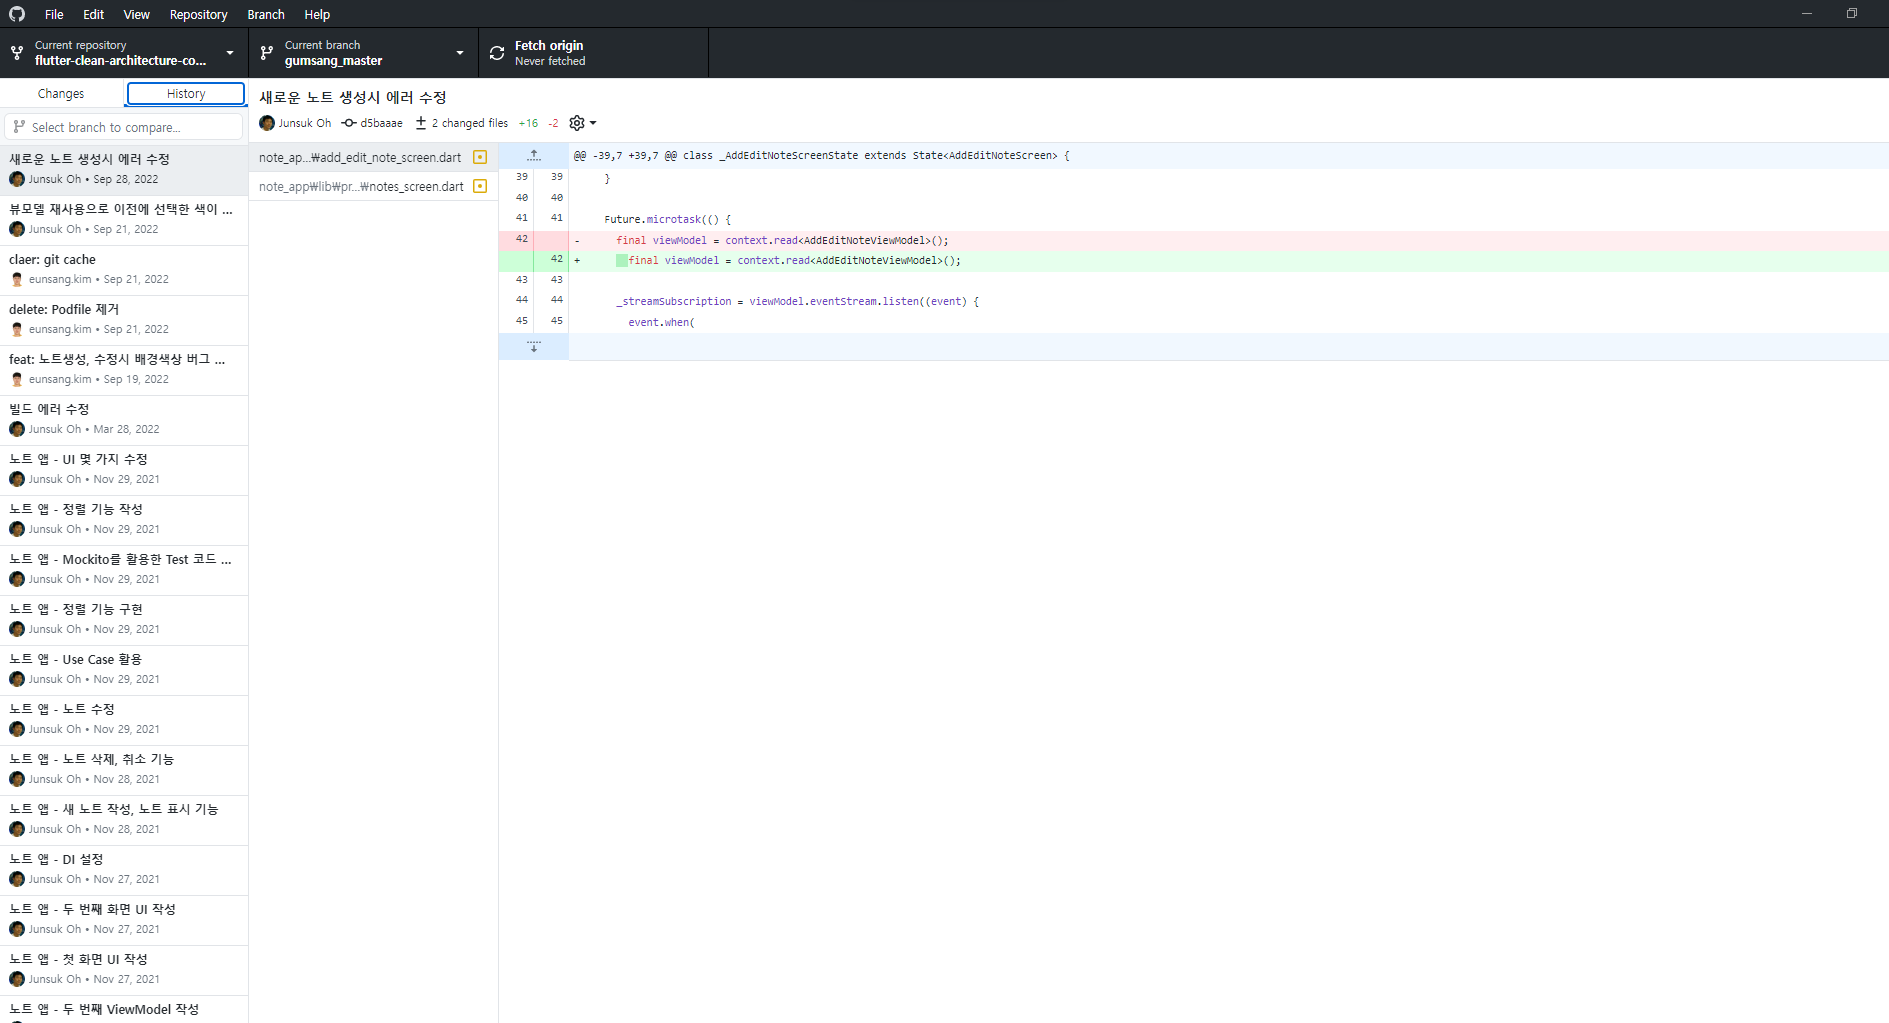 File Edit View Repository Branch Help
Current repository
flutter-clean-architecture-co...
Current branch
gumsang_master
Fetch origin
Never fetched
Changes
History
Select branch to compare...
새로운 노트 생성시 에러 수정
Junsuk Oh • Sep 28, 2022
뷰모델 재사용으로 이전에 선택한 색이 ...
Junsuk Oh • Sep 21, 2022
claer: git cache
eunsang.kim • Sep 21, 2022
delete: Podfile 제거
eunsang.kim • Sep 21, 2022
feat: 노트생성, 수정시 배경색상 버그 ...
eunsang.kim • Sep 19, 2022
빌드 에러 수정
Junsuk Oh • Mar 28, 2022
노트 앱 - UI 몇 가지 수정
Junsuk Oh • Nov 29, 2021
노트 앱 - 정렬 기능 작성
Junsuk Oh • Nov 29, 2021
노트 앱 - Mockito를 활용한 Test 코드 ...
Junsuk Oh • Nov 29, 2021
노트 앱 - 정렬 기능 구현
Junsuk Oh • Nov 29, 2021
노트 앱 - Use Case 활용
Junsuk Oh • Nov 29, 2021
노트 앱 - 노트 수정
Junsuk Oh • Nov 29, 2021
노트 앱 - 노트 삭제, 취소 기능
Junsuk Oh • Nov 28, 2021
노트 앱 - 새 노트 작성, 노트 표시 기능
Junsuk Oh • Nov 28, 2021
노트 앱 - DI 설정
Junsuk Oh • Nov 27, 2021
노트 앱 - 두 번째 화면 UI 작성
Junsuk Oh • Nov 27, 2021
노트 앱 - 첫 화면 UI 작성
Junsuk Oh • Nov 27, 2021
노트 앱 - 두 번째 ViewModel 작성
새로운 노트 생성시 에러 수정
Junsuk Oh d5baaae 2 changed files +16 -2
note_ap...₩add_edit_note_screen.dart
note_app₩lib₩pr...₩notes_screen.dart
@@ -39,7 +39,7 @@ class _AddEditNoteScreenState extends State<AddEditNoteScreen> {
39 39 }
40 40
41 41 Future.microtask(() {
42 - final viewModel = context.read<AddEditNoteViewModel>();
42 + final viewModel = context.read<AddEditNoteViewModel>();
43 43
44 44 _streamSubscription = viewModel.eventStream.listen((event) {
45 45 event.when(